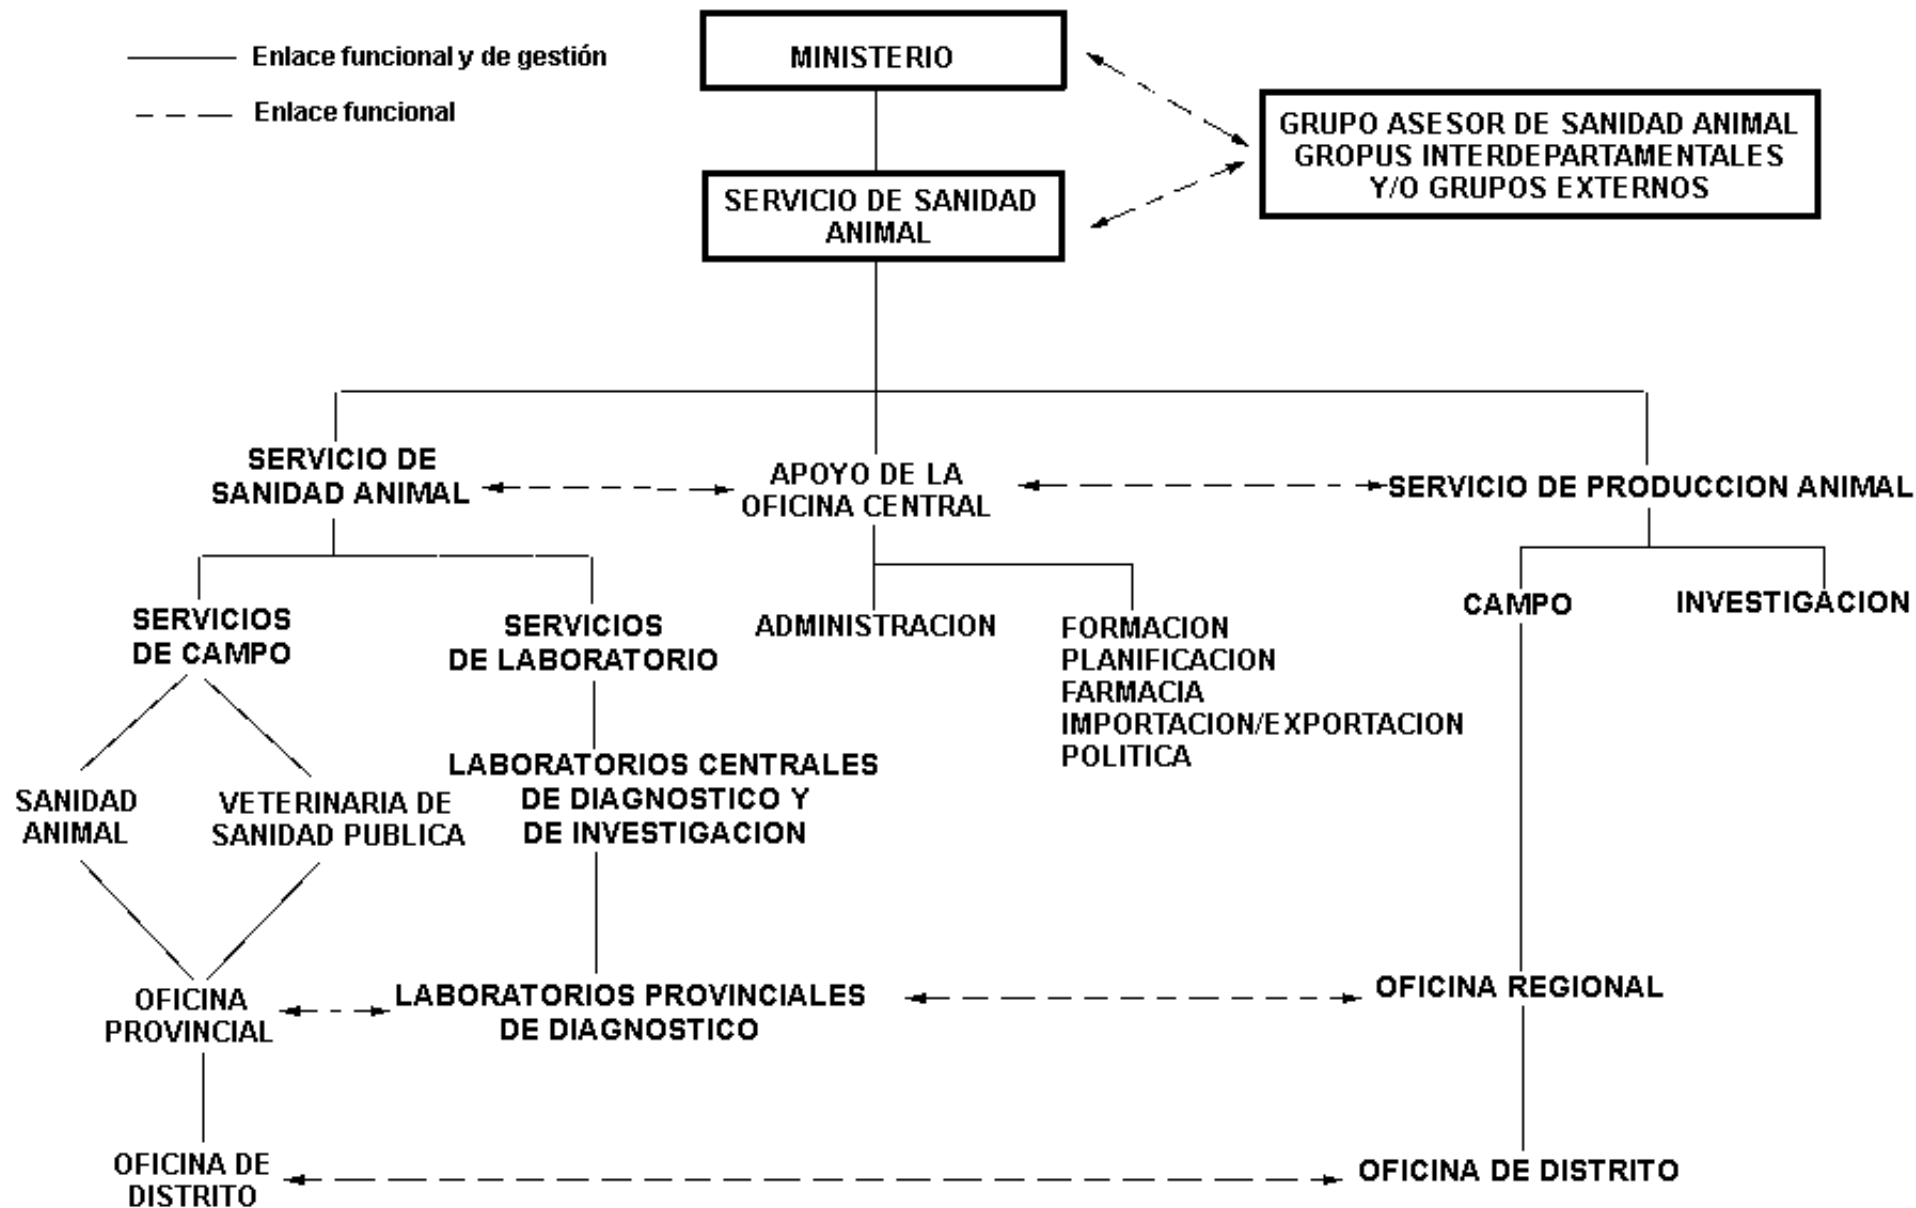 Enlace funcional y de gestión
Enlace funcional
MINISTERIO
GRUPO ASESOR DE SANIDAD ANIMAL
GROPUS INTERDEPARTAMENTALES
Y/O GRUPOS EXTERNOS
SERVICIO DE SANIDAD
ANIMAL
SERVICIO DE
SANIDAD ANIMAL
APOYO DE LA
OFICINA CENTRAL
SERVICIO DE PRODUCCION ANIMAL
SERVICIOS
DE CAMPO
SERVICIOS
DE LABORATORIO
ADMINISTRACION
FORMACION
PLANIFICACION
FARMACIA
IMPORTACION/EXPORTACION
POLITICA
CAMPO
INVESTIGACION
SANIDAD
ANIMAL
VETERINARIA DE
SANIDAD PUBLICA
LABORATORIOS CENTRALES
DE DIAGNOSTICO Y
DE INVESTIGACION
OFICINA
PROVINCIAL
LABORATORIOS PROVINCIALES
DE DIAGNOSTICO
OFICINA REGIONAL
OFICINA DE
DISTRITO
OFICINA DE DISTRITO